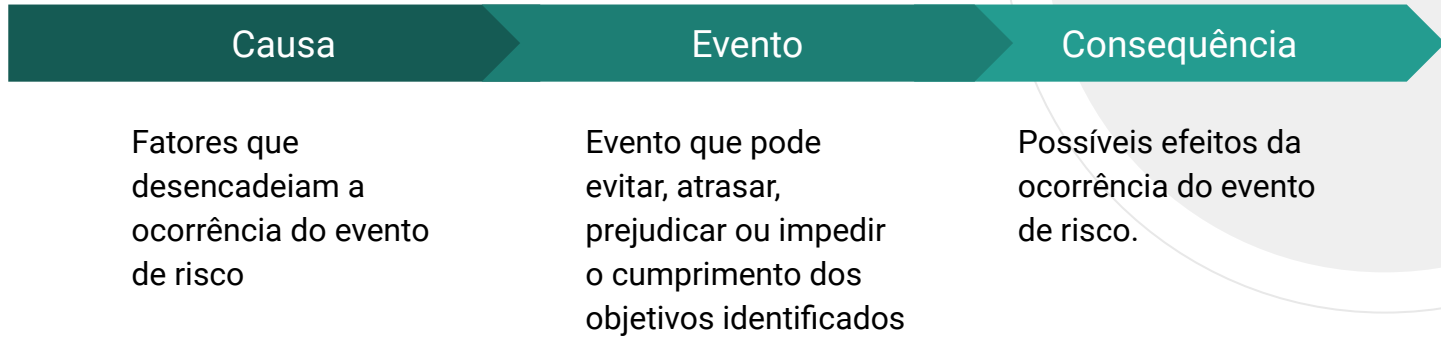 Causa
Evento
Consequência
Fatores que
desencadeiam a
ocorrência do evento
de risco
Evento que pode
evitar, atrasar,
prejudicar ou impedir
o cumprimento dos
objetivos identificados
Possíveis efeitos da
ocorrência do evento
de risco.